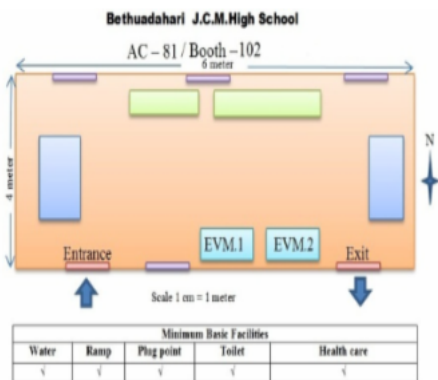 Bethuadahari J.C.M.High School
AC – 81 / Booth –102
6 meter
4 meter
N
EVM.1 EVM.2
Entrance Exit
Scale 1 cm = 1 meter
Minimum Basic Facilities
Water Ramp Plug point Toilet Health care
√ √ √ √ √